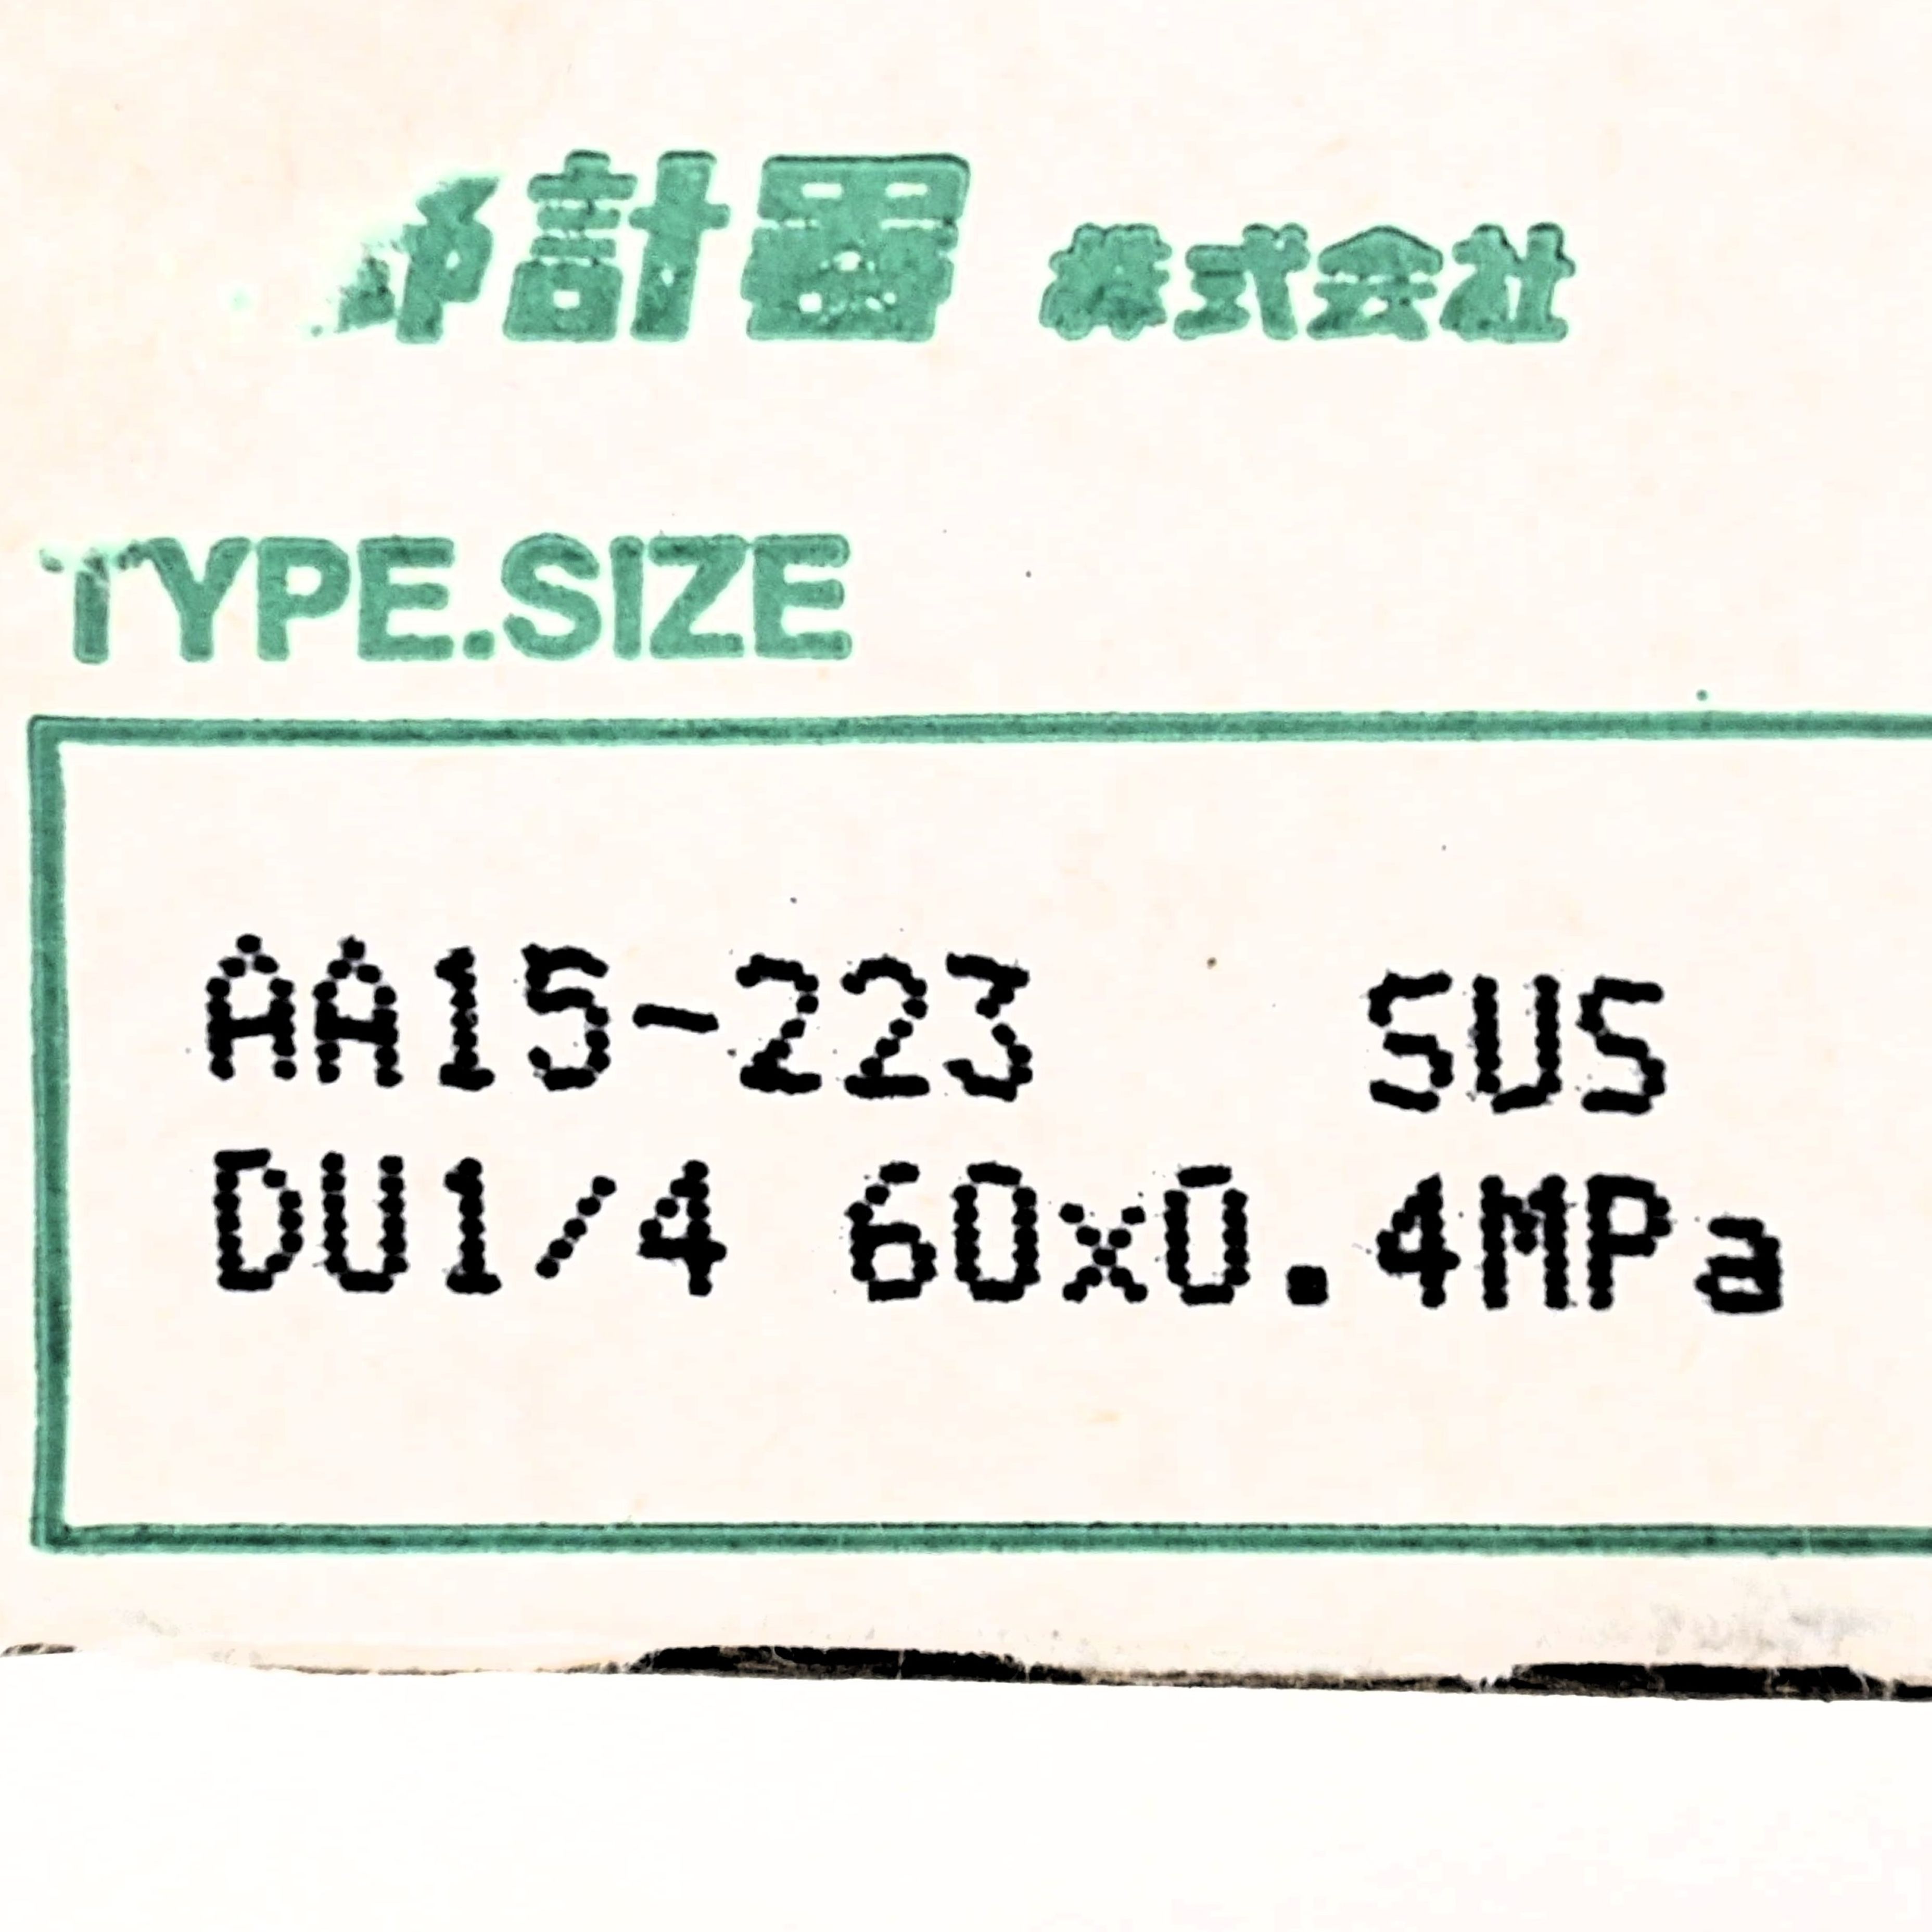 計器 株式会社
TYPE.SIZE
AA15-223 SUS
DU1/4 60x0.4MPa